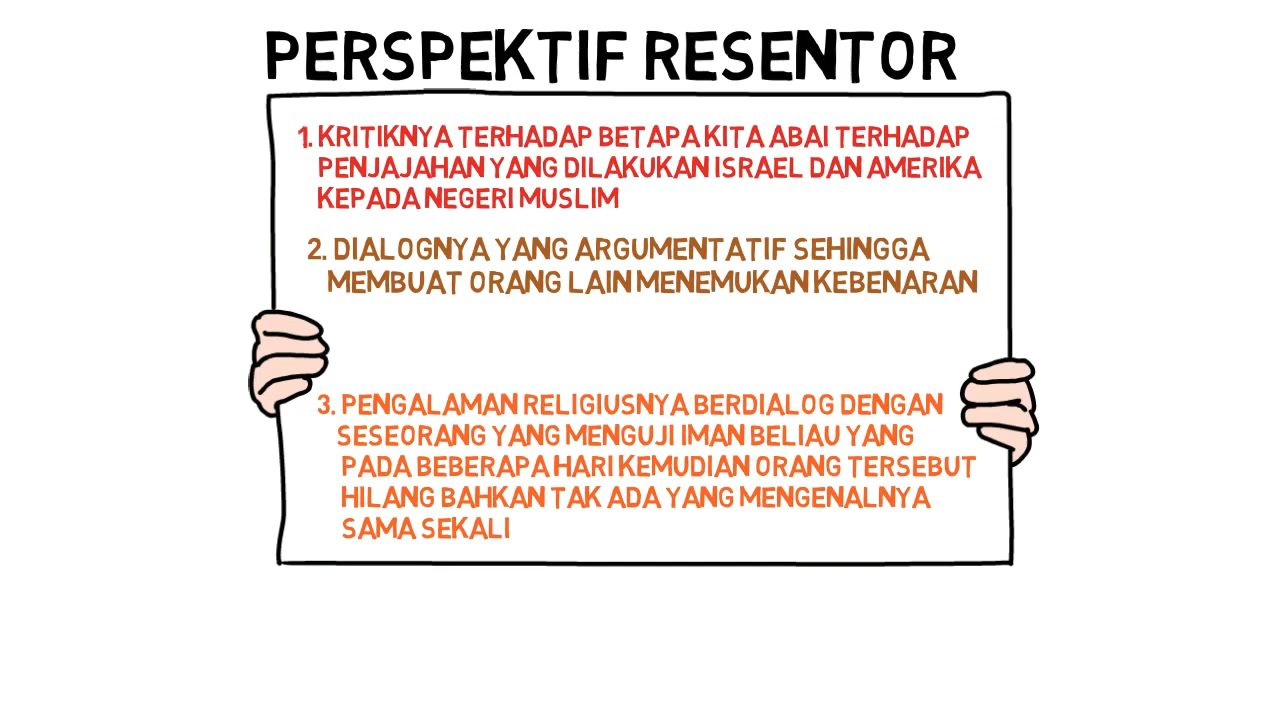 PERSPEKTIF RESENTOR
1. KRITIKNYA TERHADAP BETAPA KITA ABAI TERHADAP
PENJAJAHAN YANG DILAKUKAN ISRAEL DAN AMERIKA
KEPADA NEGERI MUSLIM
2. DIALOGNYA YANG ARGUMENTATIF SEHINGGA
MEMBUAT ORANG LAIN MENEMUKAN KEBENARAN
3. PENGALAMAN RELIGIUSNYA BERDIALOG DENGAN
SESEORANG YANG MENGUJI IMAN BELIAU YANG
PADA BEBERAPA HARI KEMUDIAN ORANG TERSEBUT
HILANG BAHKAN TAK ADA YANG MENGENALNYA
SAMA SEKALI